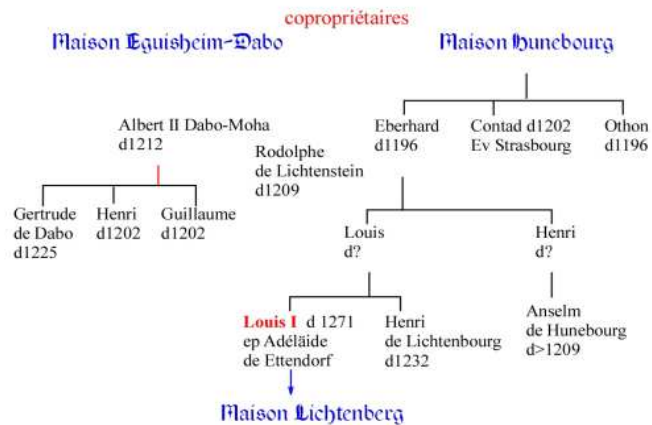 copropriétaires
Maison Eguisheim-Dabo
Maison Hunebourg
Albert II Dabo-Moha
d1212
Rodolphe
de Lichtenstein
d1209
Eberhard
d1196
Contad d1202
Ev Strasbourg
Othon
d1196
Gertrude
de Dabo
d1225
Henri
d1202
Guillaume
d1202
Louis
d?
Henri
d?
Louis I d 1271
ep Adéläide
de Ettendorf
Henri
de Lichtenbourg
d1232
Anselm
de Hunebourg
d>1209
Maison Lichtenberg